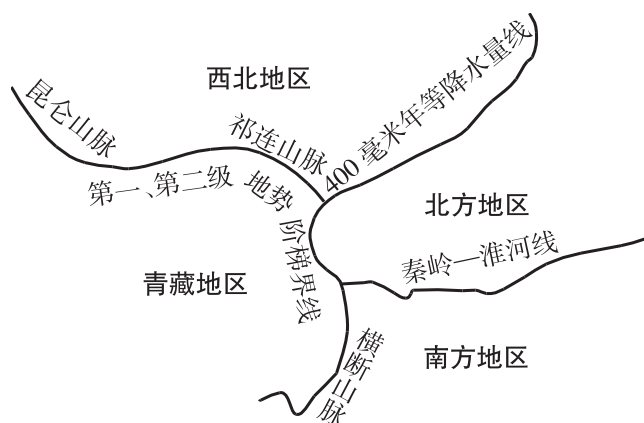 西北地区
昆仑山脉
祁连山脉
400毫米年等降水量线
第一、第二级 地势 阶梯界线
北方地区
秦岭—淮河线
青藏地区
横断山脉
南方地区